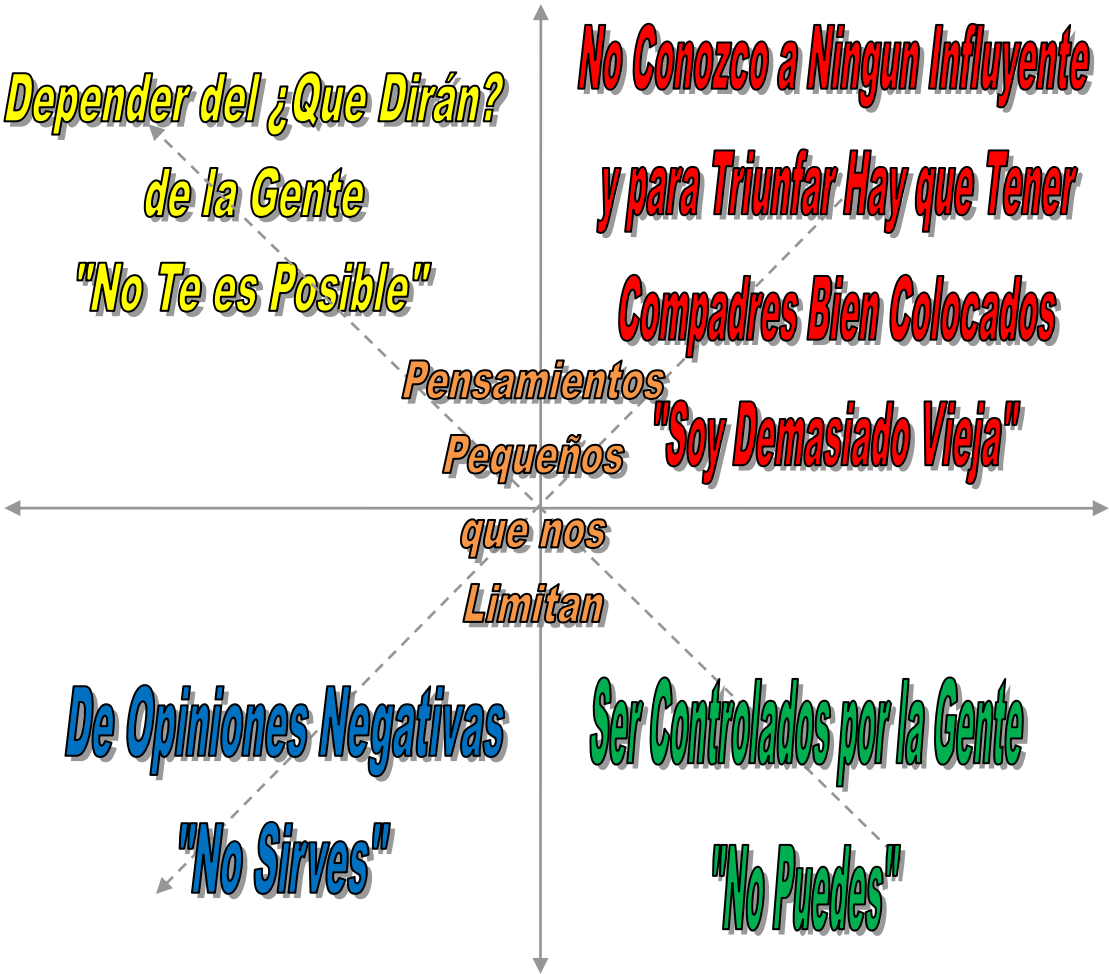 Depender del ¿Que Dirán?
de la Gente
"No Te es Posible"
No Conozco a Ningun Influyente
y para Triunfar Hay que Tener
Compadres Bien Colocados
"Soy Demasiado Vieja"
Pensamientos
Pequeños
que nos
Limitan
De Opiniones Negativas
"No Sirves"
Ser Controlados por la Gente
"No Puedes"